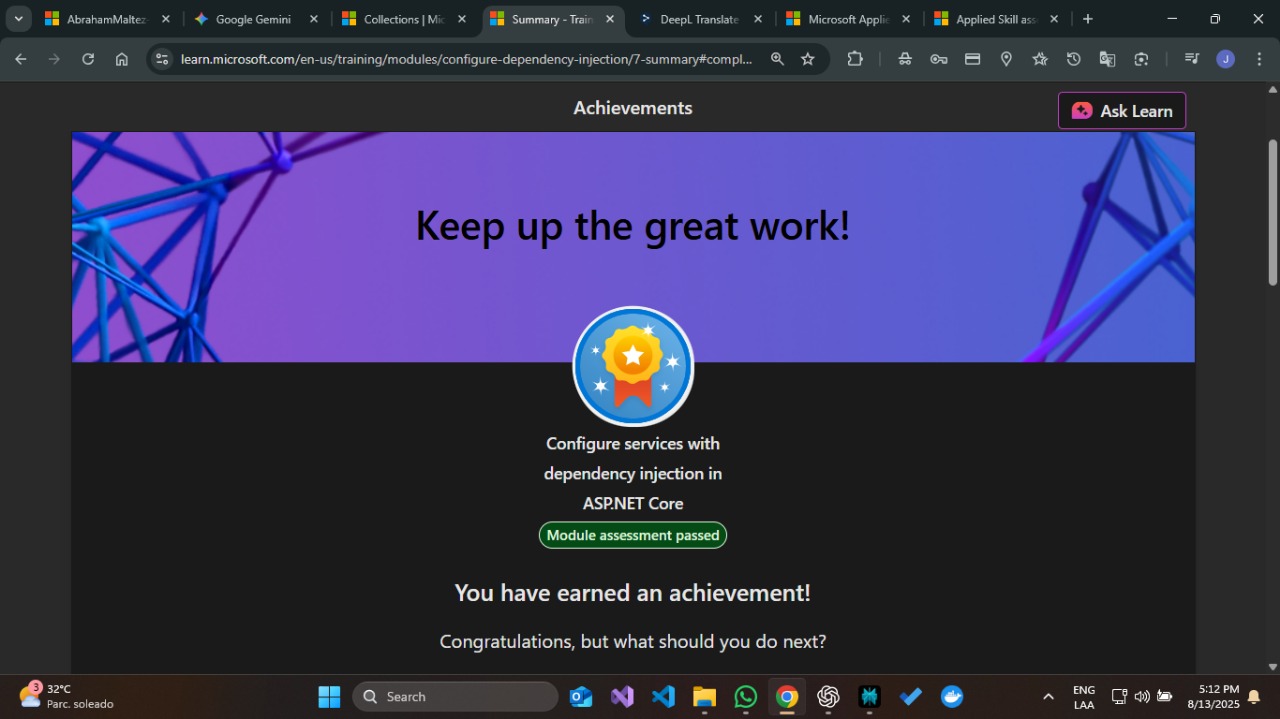 AbrahamMaltez-
Google Gemini
Collections | Mic
Summary - Train
DeepL Translate
Microsoft Applie
Applied Skill ass
learn.microsoft.com/en-us/training/modules/configure-dependency-injection/7-summary#compl...
J
Achievements
Ask Learn
Keep up the great work!
Configure services with
dependency injection in
ASP.NET Core
Module assessment passed
You have earned an achievement!
Congratulations, but what should you do next?
3
32°C
Parc. soleado
Search
ENG
LAA
5:12 PM
8/13/2025